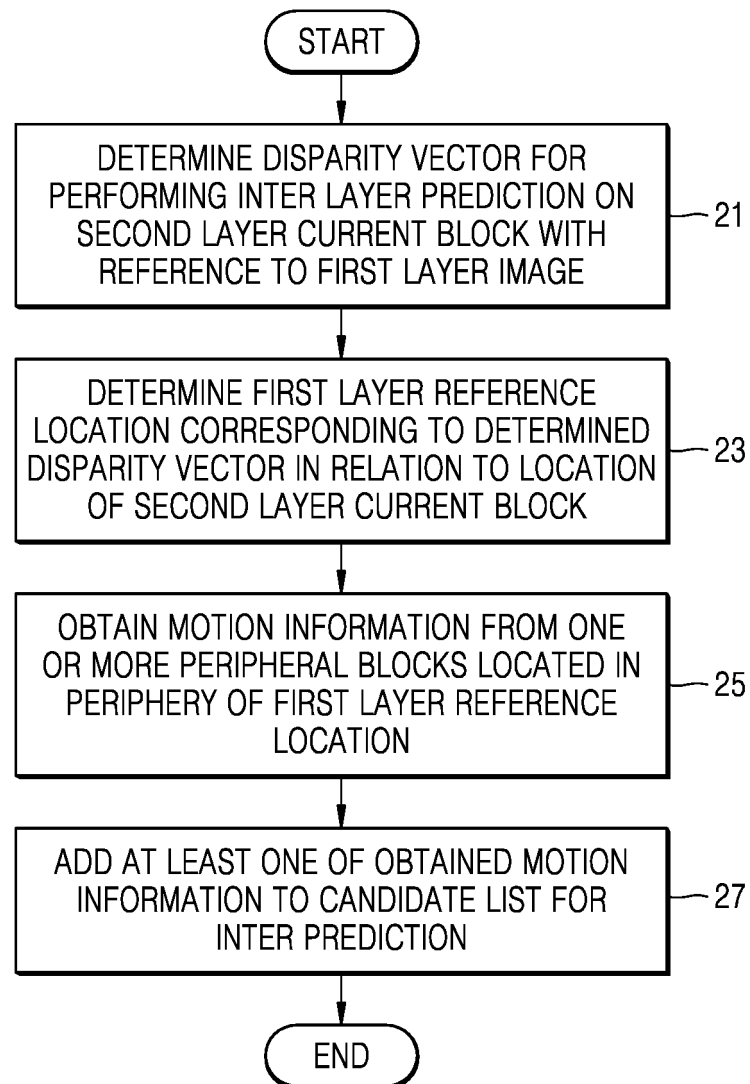 START
DETERMINE DISPARITY VECTOR FOR
PERFORMING INTER LAYER PREDICTION ON
SECOND LAYER CURRENT BLOCK WITH
REFERENCE TO FIRST LAYER IMAGE
21
DETERMINE FIRST LAYER REFERENCE
LOCATION CORRESPONDING TO DETERMINED
DISPARITY VECTOR IN RELATION TO LOCATION
OF SECOND LAYER CURRENT BLOCK
23
OBTAIN MOTION INFORMATION FROM ONE
OR MORE PERIPHERAL BLOCKS LOCATED IN
PERIPHERY OF FIRST LAYER REFERENCE
LOCATION
25
ADD AT LEAST ONE OF OBTAINED MOTION
INFORMATION TO CANDIDATE LIST FOR
INTER PREDICTION
27
END